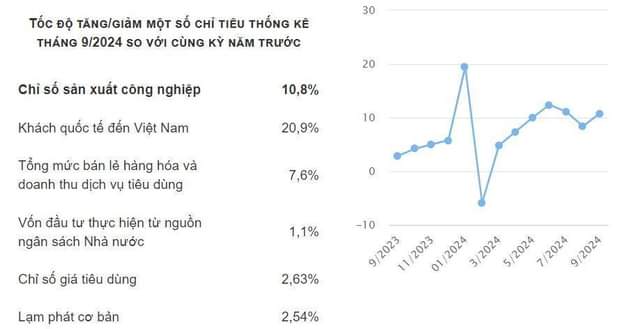 TỐC ĐỘ TĂNG/GIẢM MỘT SỐ CHỈ TIÊU THỐNG KÊ
THÁNG 9/2024 SO VỚI CÙNG KỲ NĂM TRƯỚC
Chỉ số sản xuất công nghiệp 10,8%
Khách quốc tế đến Việt Nam 20,9%
Tổng mức bán lẻ hàng hóa và
doanh thu dịch vụ tiêu dùng 7,6%
Vốn đầu tư thực hiện từ nguồn
ngân sách Nhà nước 1,1%
Chỉ số giá tiêu dùng 2,63%
Lạm phát cơ bản 2,54%
30
20
10
0
−10
9/2023
11/2023
01/2024
3/2024
5/2024
7/2024
9/2024